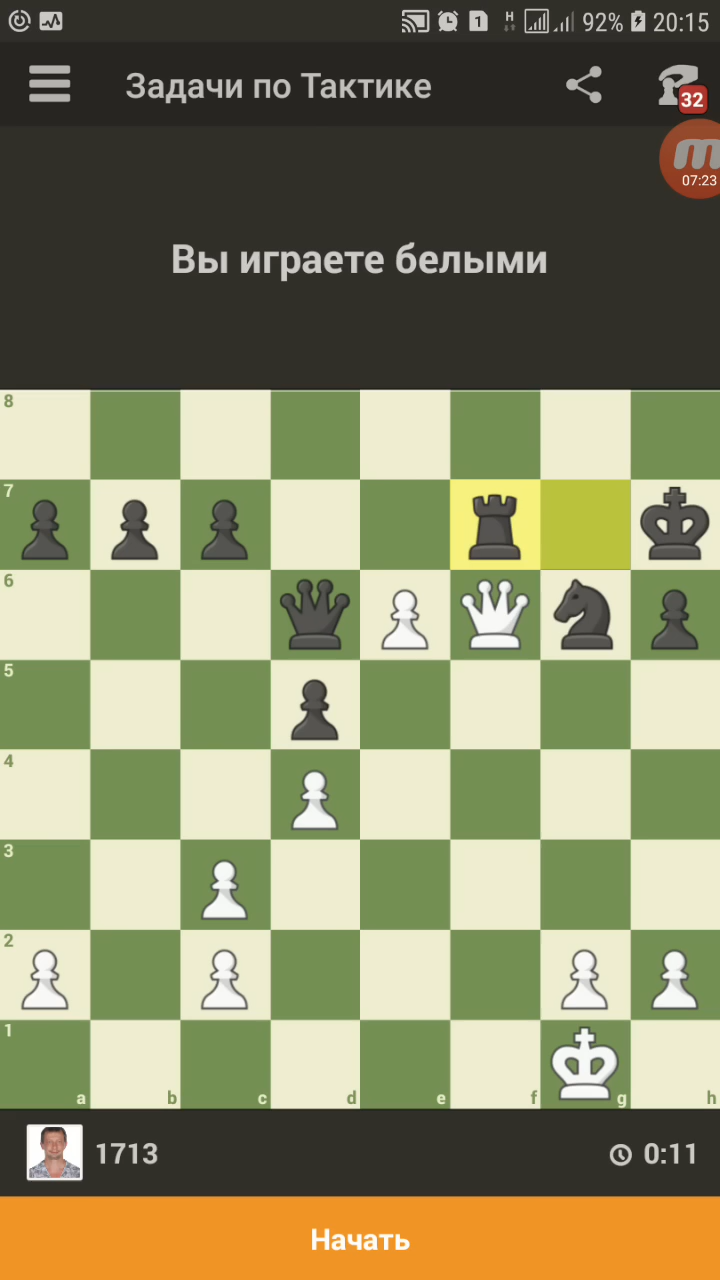 1 H 92% 20:15
Задачи по Тактике
32
m
07:23
Вы играете белыми
8
7
6
5
4
3
2
1
a b c d e f g h
1713 0:11
Начать